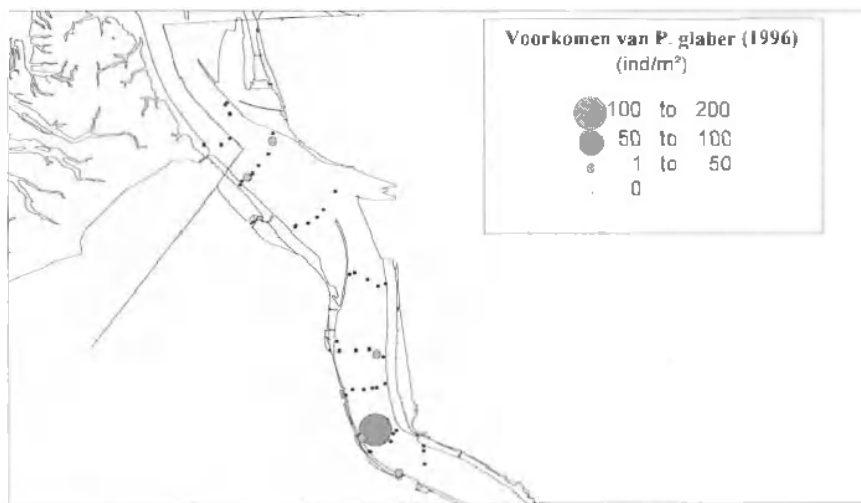 Voorkomen van P. glaber (1996)
(ind/m²)
100 to 200
50 to 100
1 to 50
0